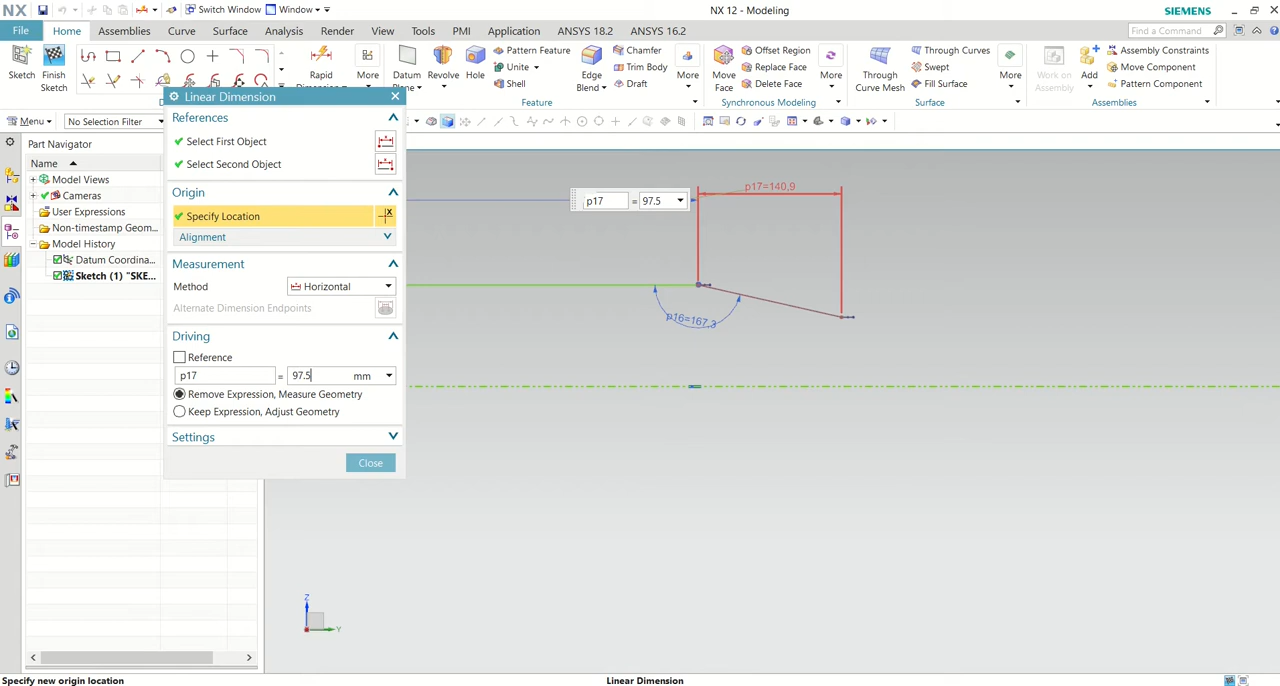 NX
Switch Window
Window
NX 12 - Modeling
SIEMENS
File
Home
Assemblies
Curve
Surface
Analysis
Render
View
Tools
PMI
Application
ANSYS 18.2
ANSYS 16.2
Find a Command
Sketch
Finish Sketch
Rapid
More
Datum Plane
Revolve
Hole
Pattern Feature
Unite
Shell
Edge Blend
Chamfer
Trim Body
Draft
More
Move Face
Offset Region
Replace Face
Delete Face
More
Through Curve Mesh
Through Curves
Swept
Fill Surface
More
Work on Assembly
Add
Assembly Constraints
Move Component
Pattern Component
Feature
Synchronous Modeling
Surface
Assemblies
Menu
No Selection Filter
Part Navigator
Name
Model Views
Cameras
User Expressions
Non-timestamp Geom...
Model History
Datum Coordina...
Sketch (1) "SKE...
Linear Dimension
References
Select First Object
Select Second Object
Origin
Specify Location
Alignment
Measurement
Method
Horizontal
Alternate Dimension Endpoints
Driving
Reference
p17 = 97.5 mm
Remove Expression, Measure Geometry
Keep Expression, Adjust Geometry
Settings
Close
p17 = 97.5
p17=140,9
p16=167,3
Z
Y
Specify new origin location
Linear Dimension